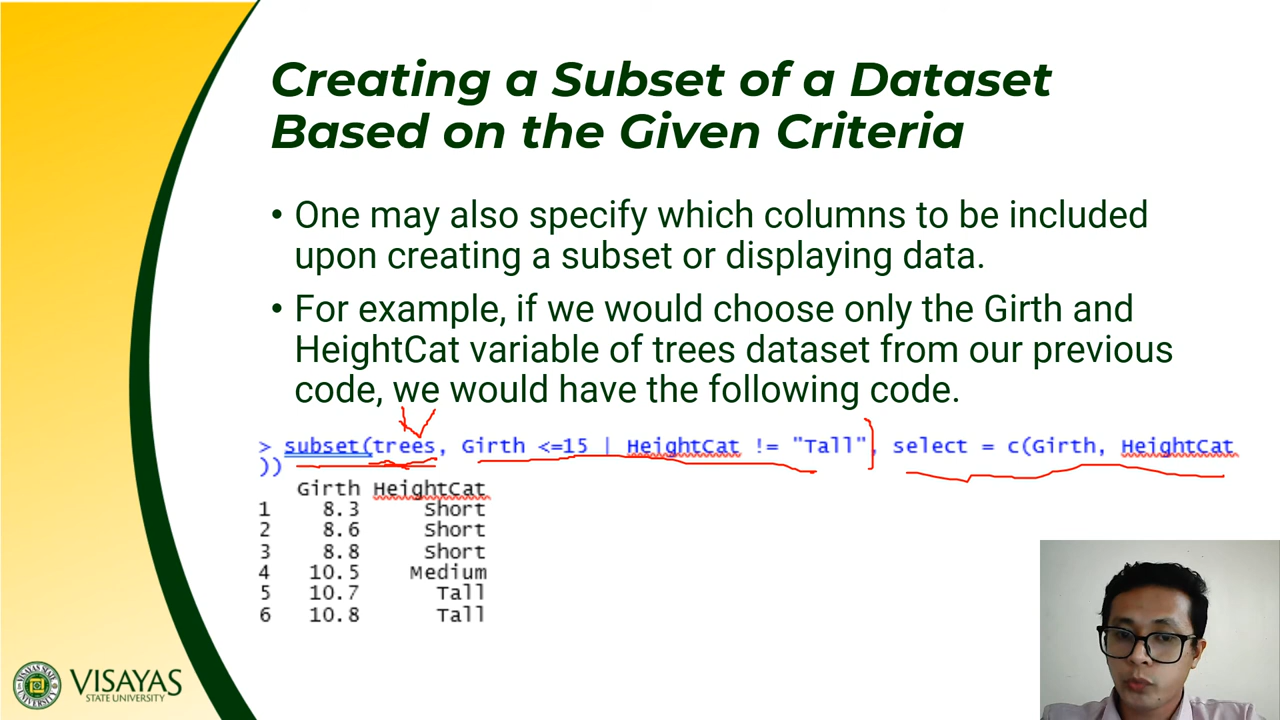 Creating a Subset of a Dataset
Based on the Given Criteria
• One may also specify which columns to be included
upon creating a subset or displaying data.
• For example, if we would choose only the Girth and
HeightCat variable of trees dataset from our previous
code, we would have the following code.
> subset(trees, Girth <=15 | HeightCat != "Tall", select = c(Girth, HeightCat
))
Girth HeightCat
1 8.3 Short
2 8.6 Short
3 8.8 Short
4 10.5 Medium
5 10.7 Tall
6 10.8 Tall
VISAYAS
STATE UNIVERSITY